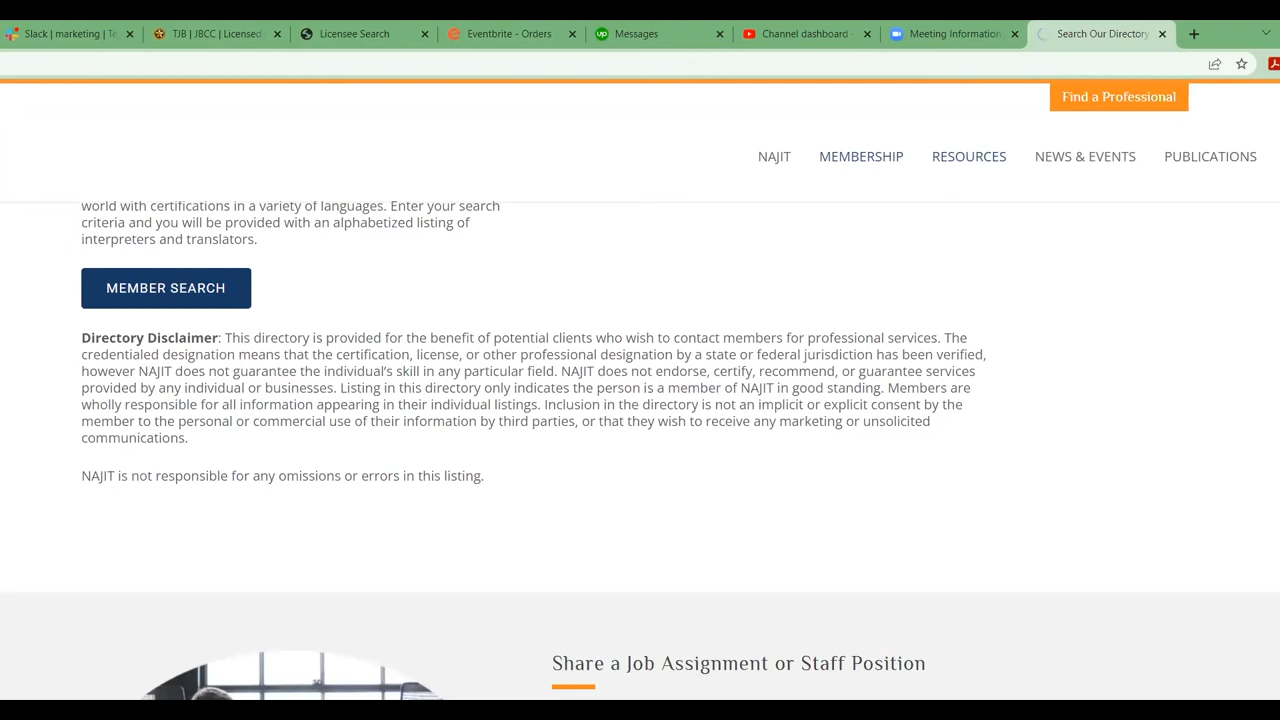 Slack | marketing | Te
TJB | JBCC | Licensed
Licensee Search
Eventbrite - Orders
Messages
Channel dashboard -
Meeting Information
Search Our Directory
Find a Professional
NAJIT
MEMBERSHIP
RESOURCES
NEWS & EVENTS
PUBLICATIONS
world with certifications in a variety of languages. Enter your search
criteria and you will be provided with an alphabetized listing of
interpreters and translators.
MEMBER SEARCH
Directory Disclaimer: This directory is provided for the benefit of potential clients who wish to contact members for professional services. The
credentialed designation means that the certification, license, or other professional designation by a state or federal jurisdiction has been verified,
however NAJIT does not guarantee the individual's skill in any particular field. NAJIT does not endorse, certify, recommend, or guarantee services
provided by any individual or businesses. Listing in this directory only indicates the person is a member of NAJIT in good standing. Members are
wholly responsible for all information appearing in their individual listings. Inclusion in the directory is not an implicit or explicit consent by the
member to the personal or commercial use of their information by third parties, or that they wish to receive any marketing or unsolicited
communications.
NAJIT is not responsible for any omissions or errors in this listing.
Share a Job Assignment or Staff Position